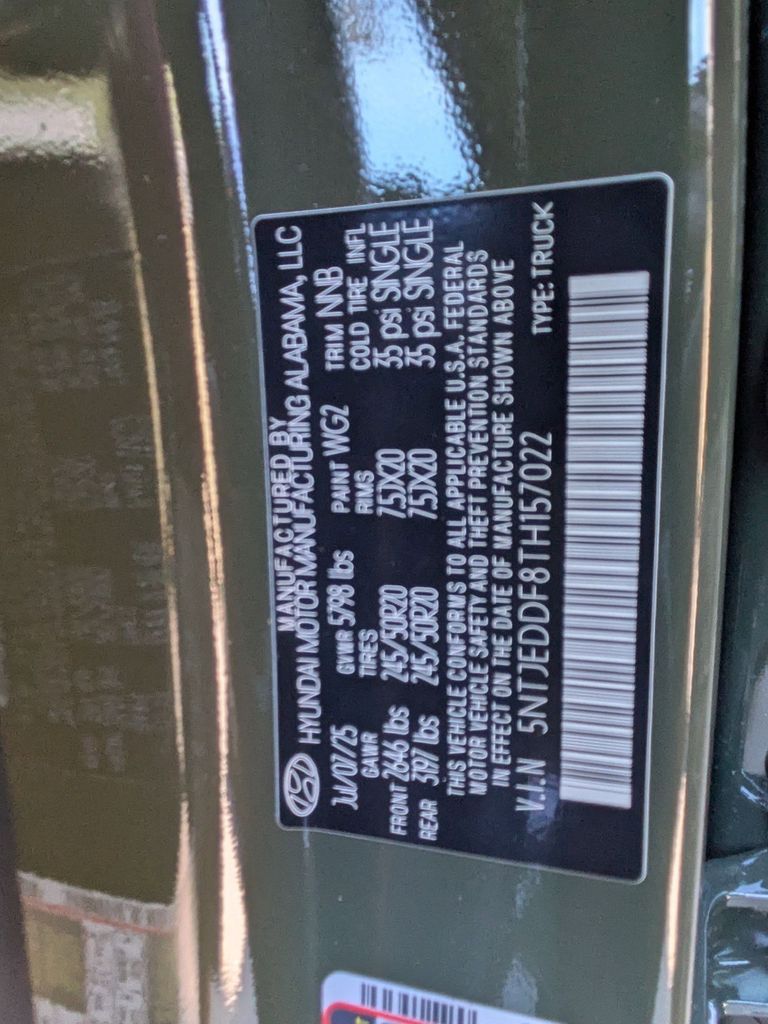 MANUFACTURED BY
HYUNDAI MOTOR MANUFACTURING ALABAMA, LLC
JUL/07/25 GVWR 5798 lbs PAINT WG2 TRIM NNB
GAWR TIRES RIMS COLD TIRE INFL
FRONT 2646 lbs 245/50R20 7.5JX20 35 psi SINGLE
REAR 3197 lbs 245/50R20 7.5JX20 35 psi SINGLE
THIS VEHICLE CONFORMS TO ALL APPLICABLE U.S.A. FEDERAL
MOTOR VEHICLE SAFETY AND THEFT PREVENTION STANDARDS
IN EFFECT ON THE DATE OF MANUFACTURE SHOWN ABOVE
V.I.N 5NTJEDDF8TH157022 TYPE: TRUCK